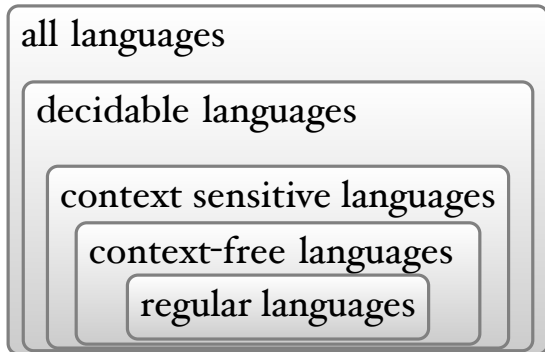 all languages
decidable languages
context sensitive languages
context-free languages
regular languages